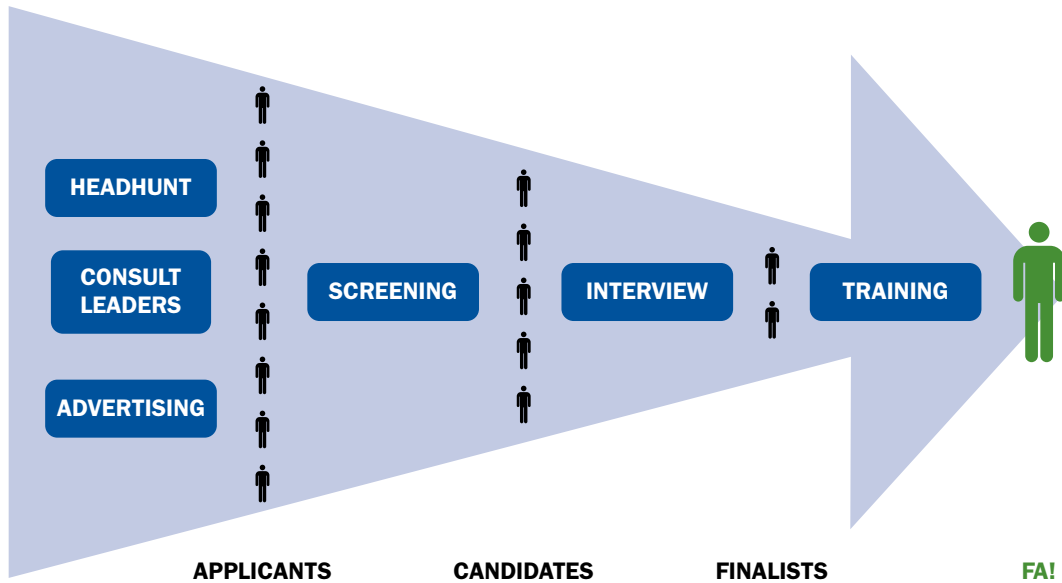 HEADHUNT
CONSULT
LEADERS
ADVERTISING
SCREENING
INTERVIEW
TRAINING
APPLICANTS
CANDIDATES
FINALISTS
FA!